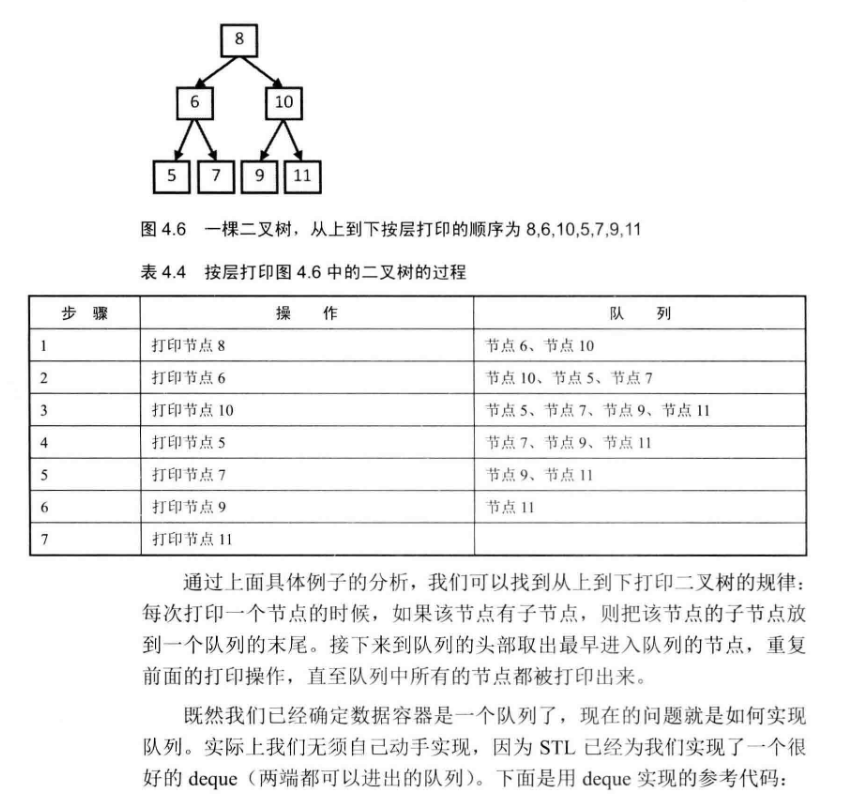 8
6 10
5 7 9 11
图 4.6 一棵二叉树，从上到下按层打印的顺序为 8,6,10,5,7,9,11
表 4.4 按层打印图 4.6 中的二叉树的过程
步 骤 操 作 队 列
1 打印节点 8 节点 6、节点 10
2 打印节点 6 节点 10、节点 5、节点 7
3 打印节点 10 节点 5、节点 7、节点 9、节点 11
4 打印节点 5 节点 7、节点 9、节点 11
5 打印节点 7 节点 9、节点 11
6 打印节点 9 节点 11
7 打印节点 11
通过上面具体例子的分析，我们可以找到从上到下打印二叉树的规律：
每次打印一个节点的时候，如果该节点有子节点，则把该节点的子节点放
到一个队列的末尾。接下来到队列的头部取出最早进入队列的节点，重复
前面的打印操作，直至队列中所有的节点都被打印出来。
既然我们已经确定数据容器是一个队列了，现在的问题就是如何实现
队列。实际上我们无须自己动手实现，因为 STL 已经为我们实现了一个很
好的 deque（两端都可以进出的队列）。下面是用 deque 实现的参考代码：